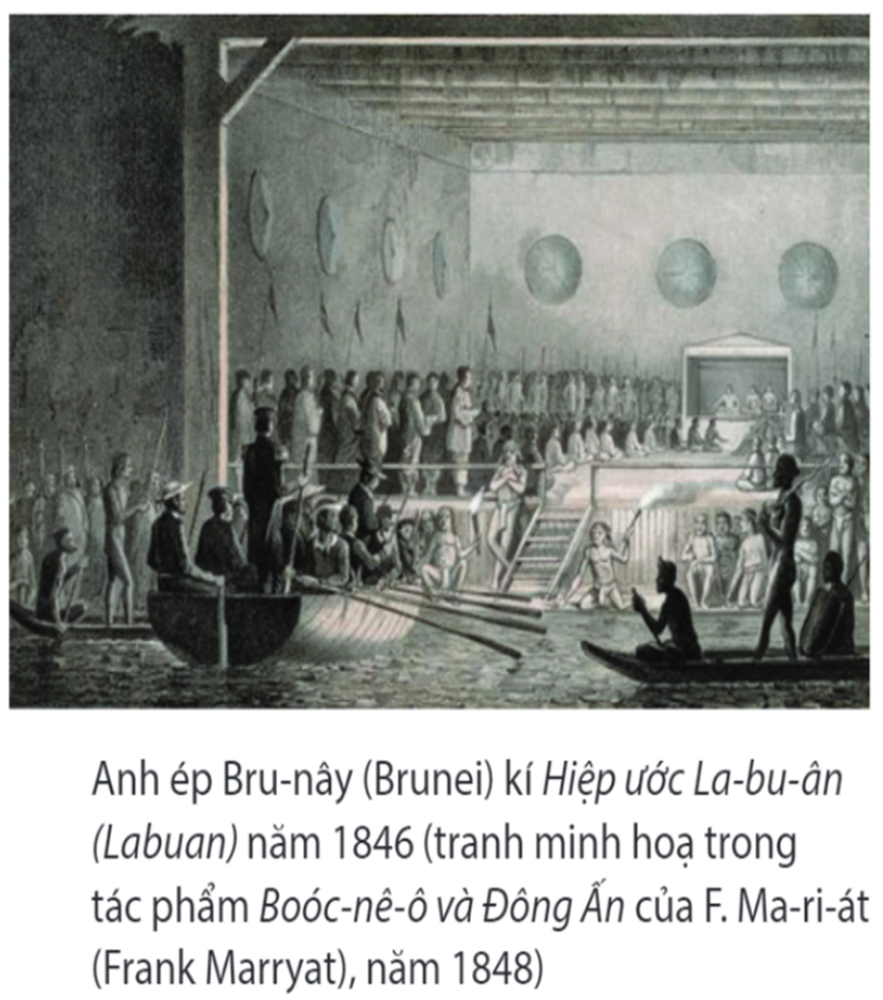 Anh ép Bru-nây (Brunei) kí Hiệp ước La-bu-ân
(Labuan) năm 1846 (tranh minh hoạ trong
tác phẩm Boóc-nê-ô và Đông Ấn của F. Ma-ri-át
(Frank Marryat), năm 1848)